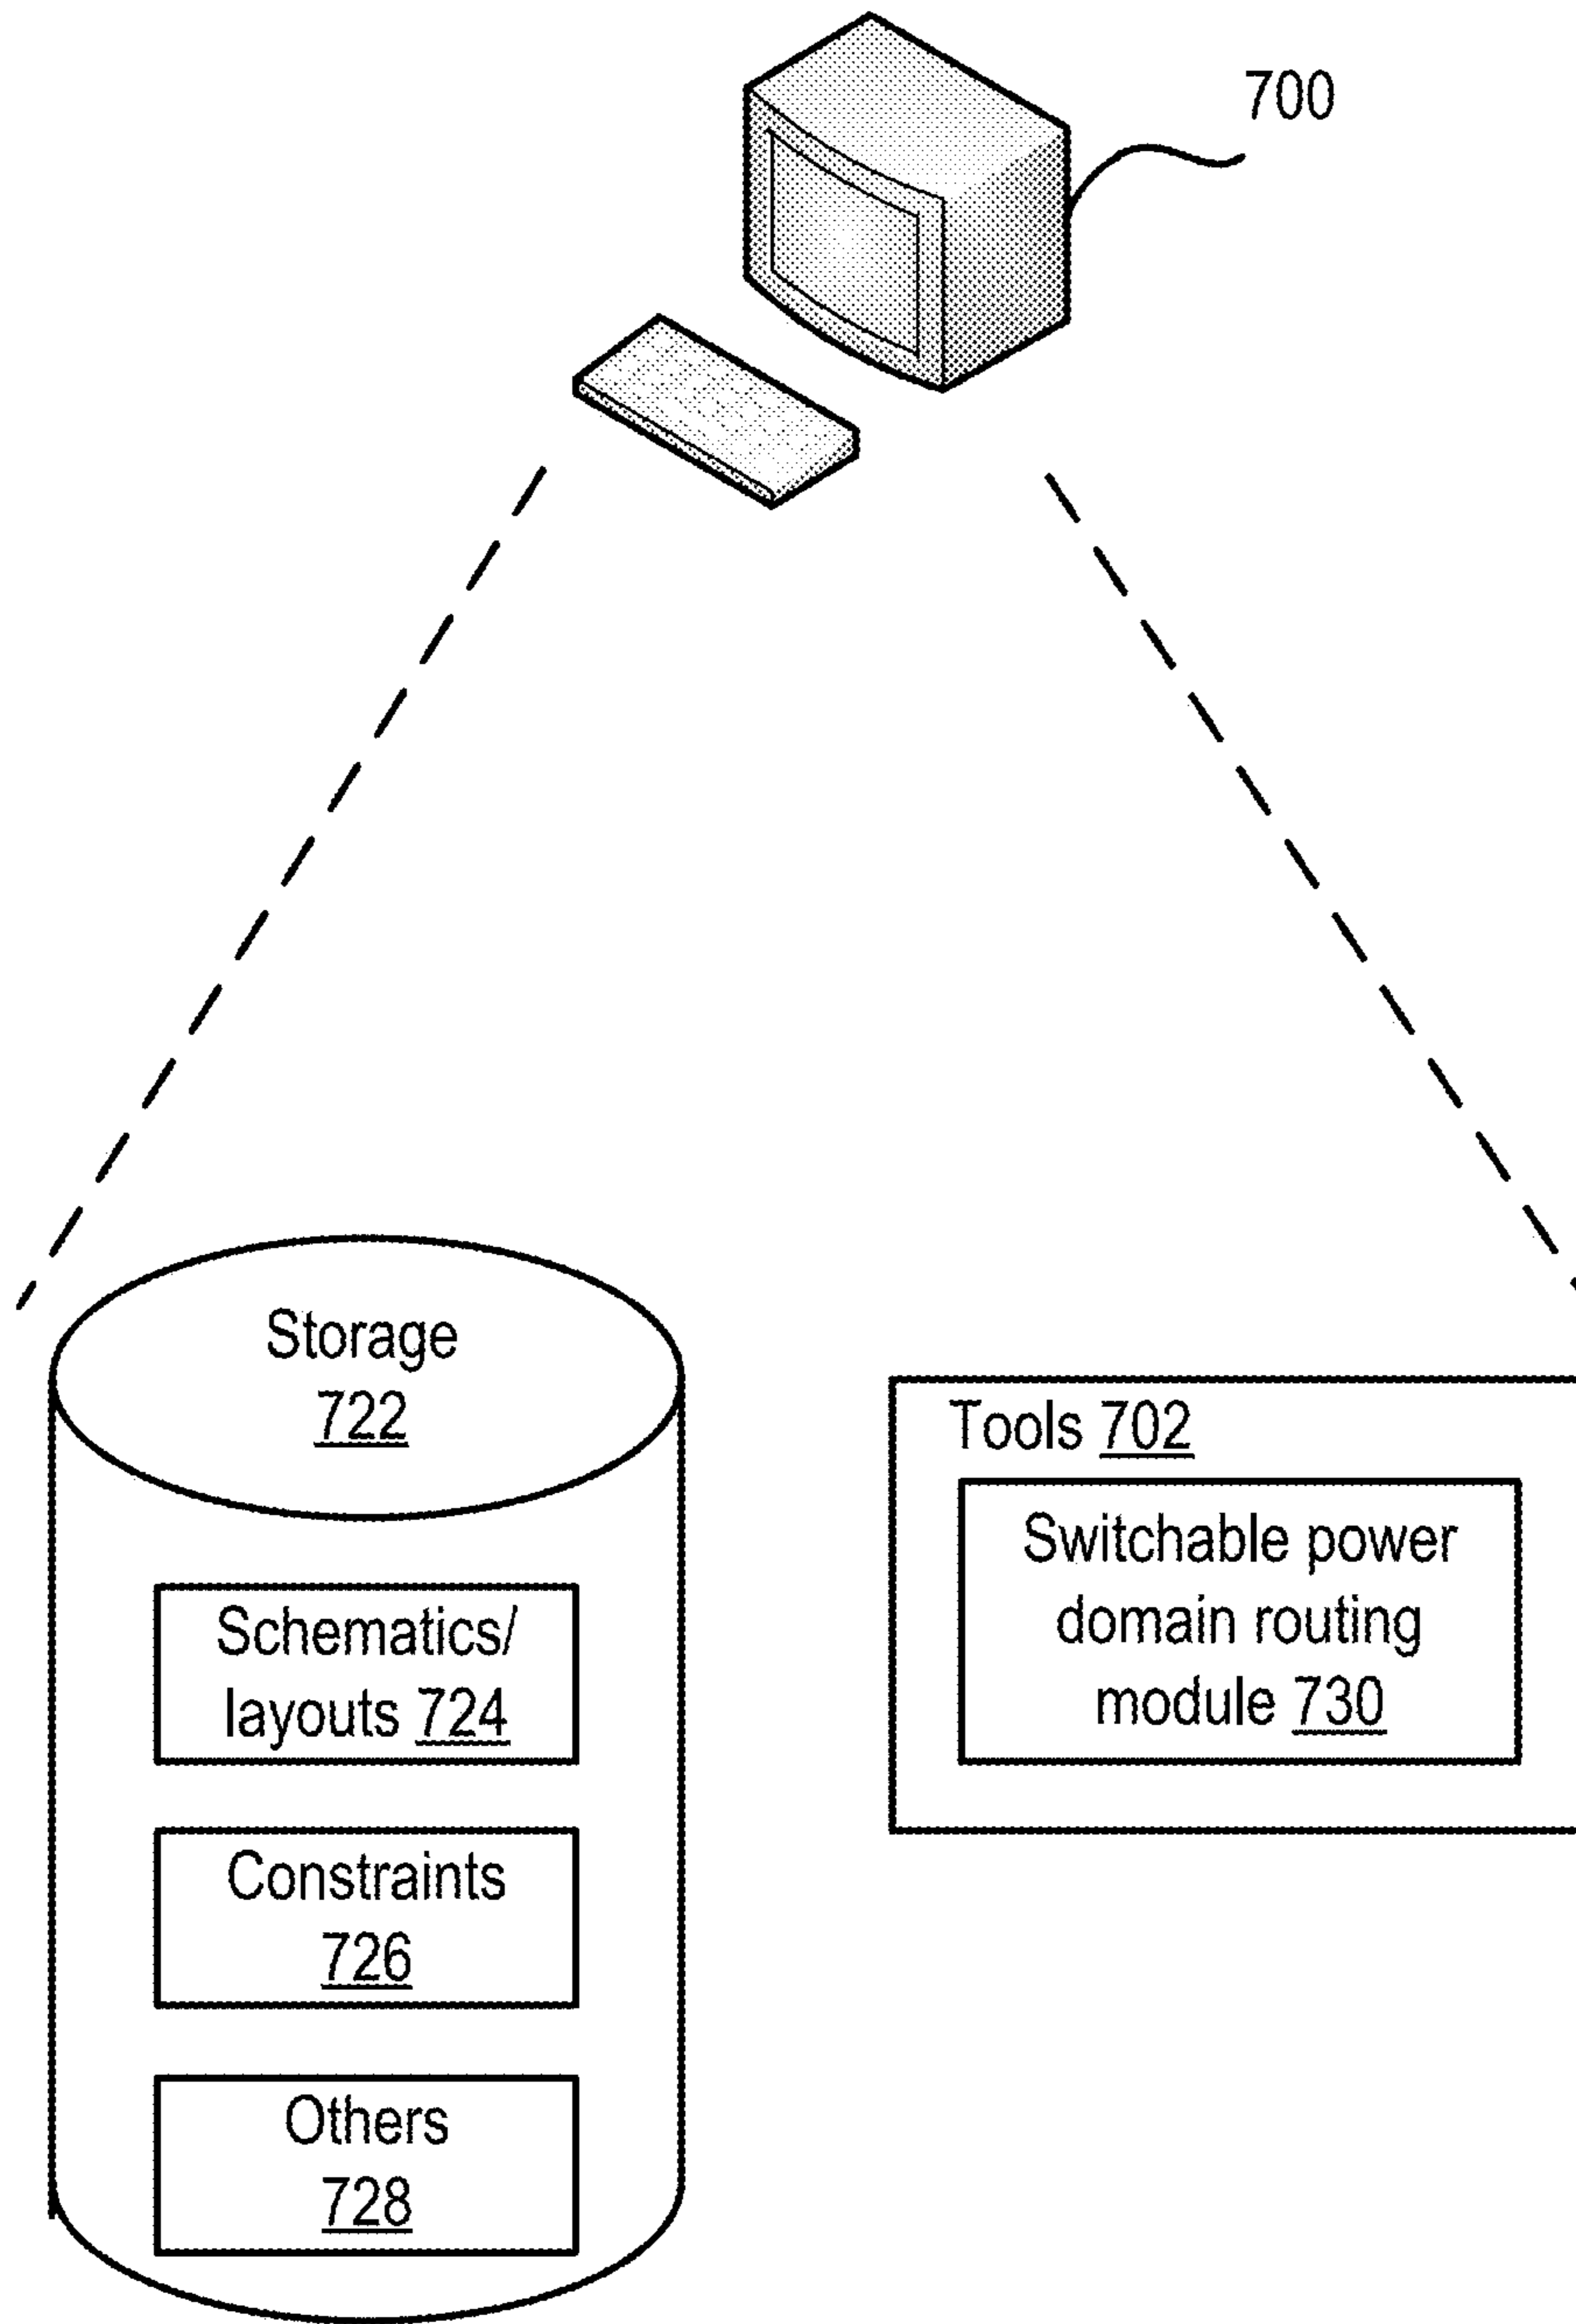 700
Storage
722
Tools 702
Switchable power
domain routing
module 730
Schematics/
layouts 724
Constraints
726
Others
728